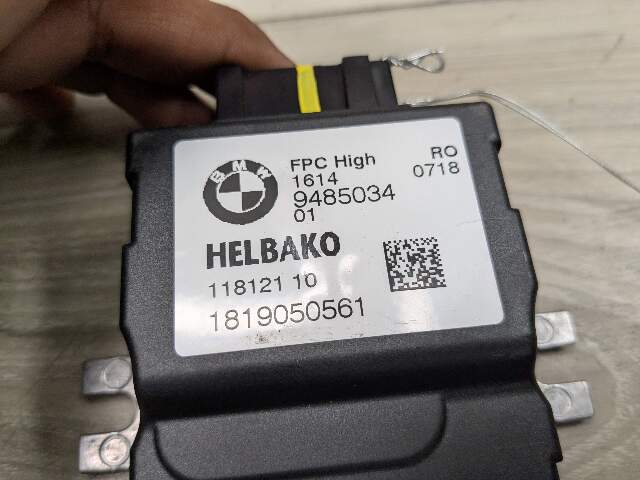 BMW
FPC High
RO
1614
0718
9485034
01
HELBAKO
118121 10
1819050561